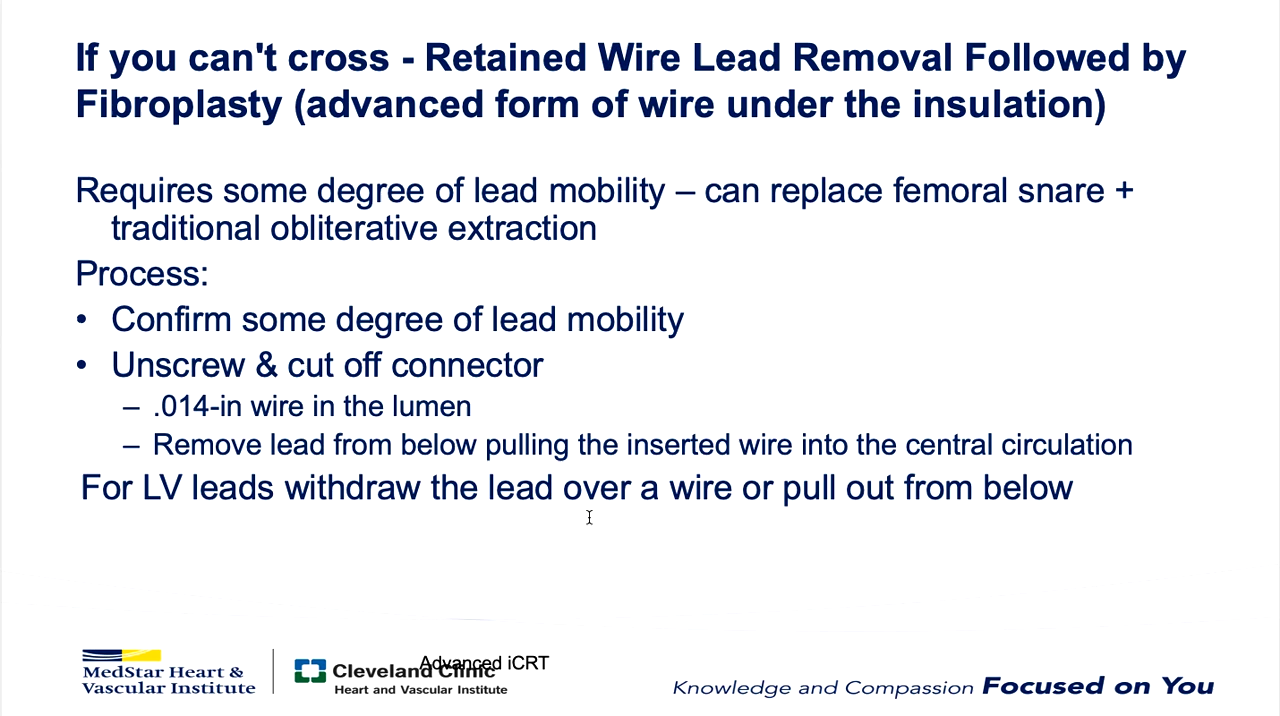 If you can't cross - Retained Wire Lead Removal Followed by
Fibroplasty (advanced form of wire under the insulation)
Requires some degree of lead mobility – can replace femoral snare +
traditional obliterative extraction
Process:
• Confirm some degree of lead mobility
• Unscrew & cut off connector
– .014-in wire in the lumen
– Remove lead from below pulling the inserted wire into the central circulation
For LV leads withdraw the lead over a wire or pull out from below
MedStar Heart &
Vascular Institute
Cleveland Clinic
Heart and Vascular Institute
Advanced iCRT
Knowledge and Compassion Focused on You